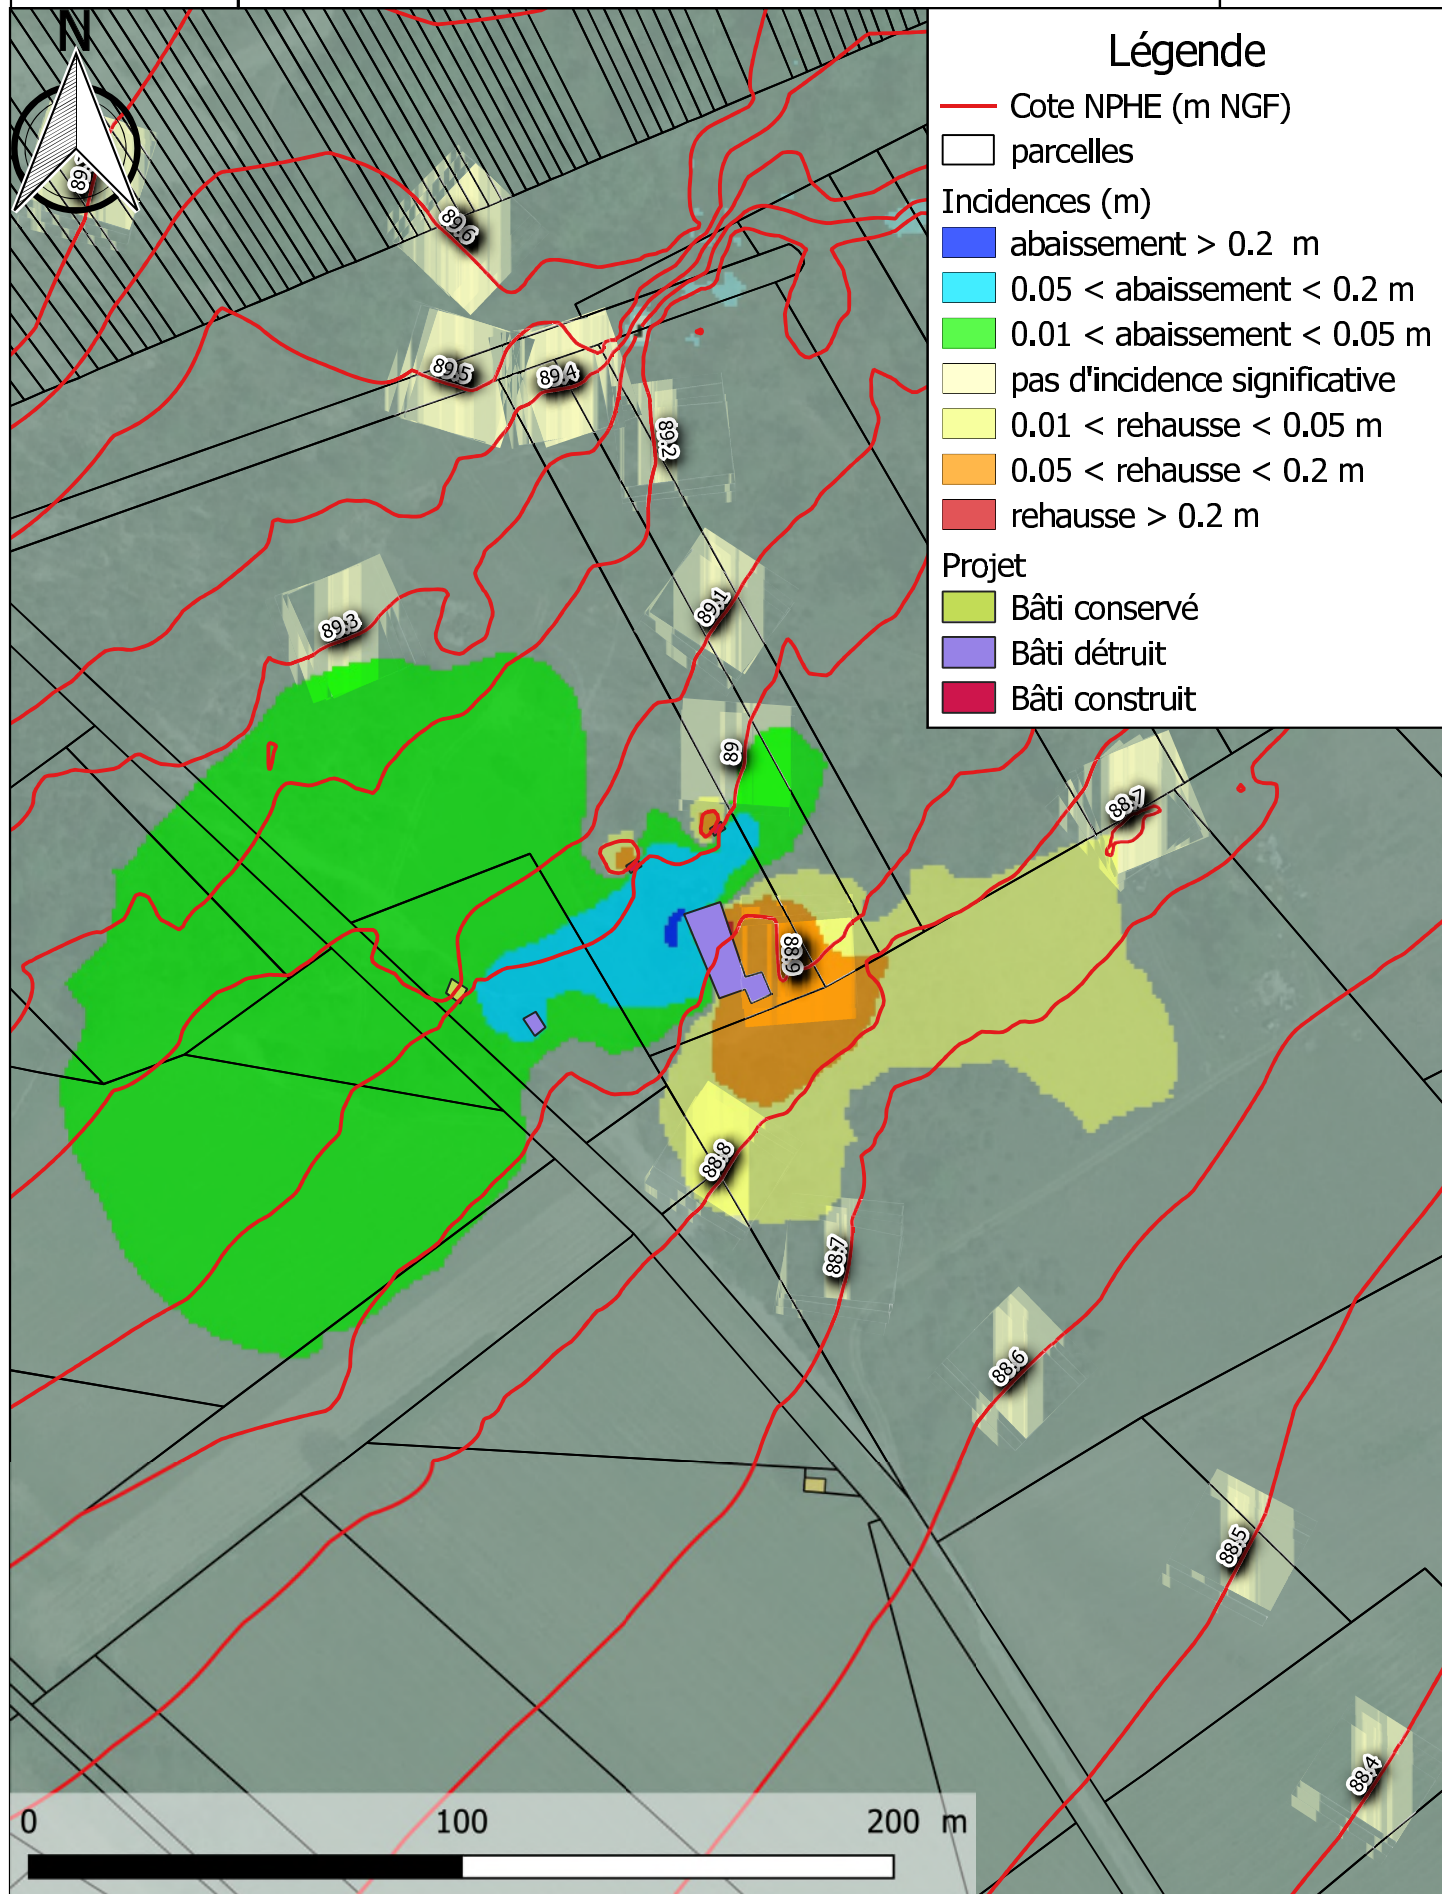 N
Légende
Cote NPHE (m NGF)
parcelles
Incidences (m)
abaissement > 0.2 m
0.05 < abaissement < 0.2 m
0.01 < abaissement < 0.05 m
pas d'incidence significative
0.01 < rehausse < 0.05 m
0.05 < rehausse < 0.2 m
rehausse > 0.2 m
Projet
Bâti conservé
Bâti détruit
Bâti construit
89.6
89.5
89.4
89.2
89.1
89.3
89
88.7
88.9
88.8
88.7
88.6
88.5
88.4
0 100 200 m